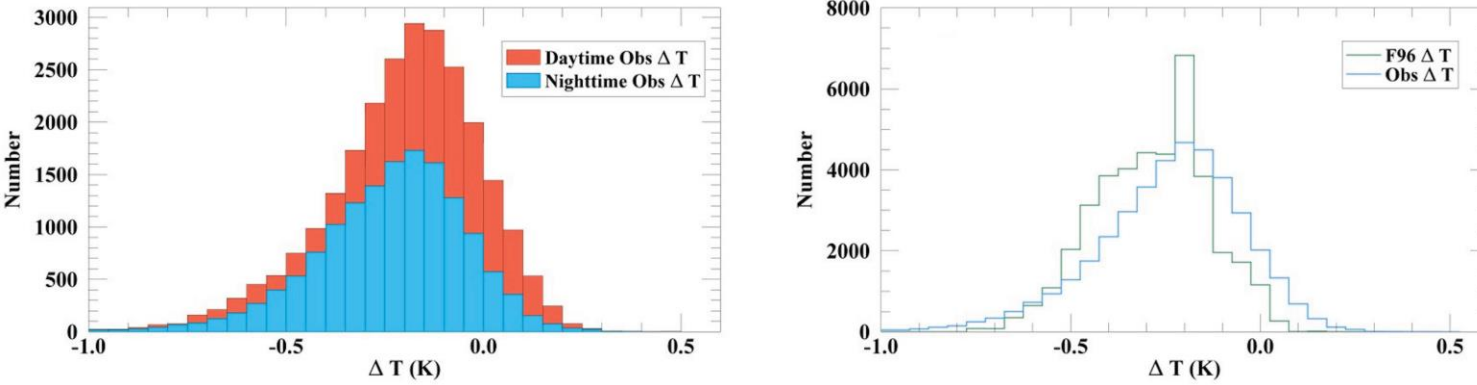 3000
2500
2000
1500
1000
500
0
Number
Daytime Obs Δ T
Nighttime Obs Δ T
-1.0 -0.5 0.0 0.5
Δ T (K)
8000
6000
4000
2000
0
Number
F96 Δ T
Obs Δ T
-1.0 -0.5 0.0 0.5
Δ T (K)